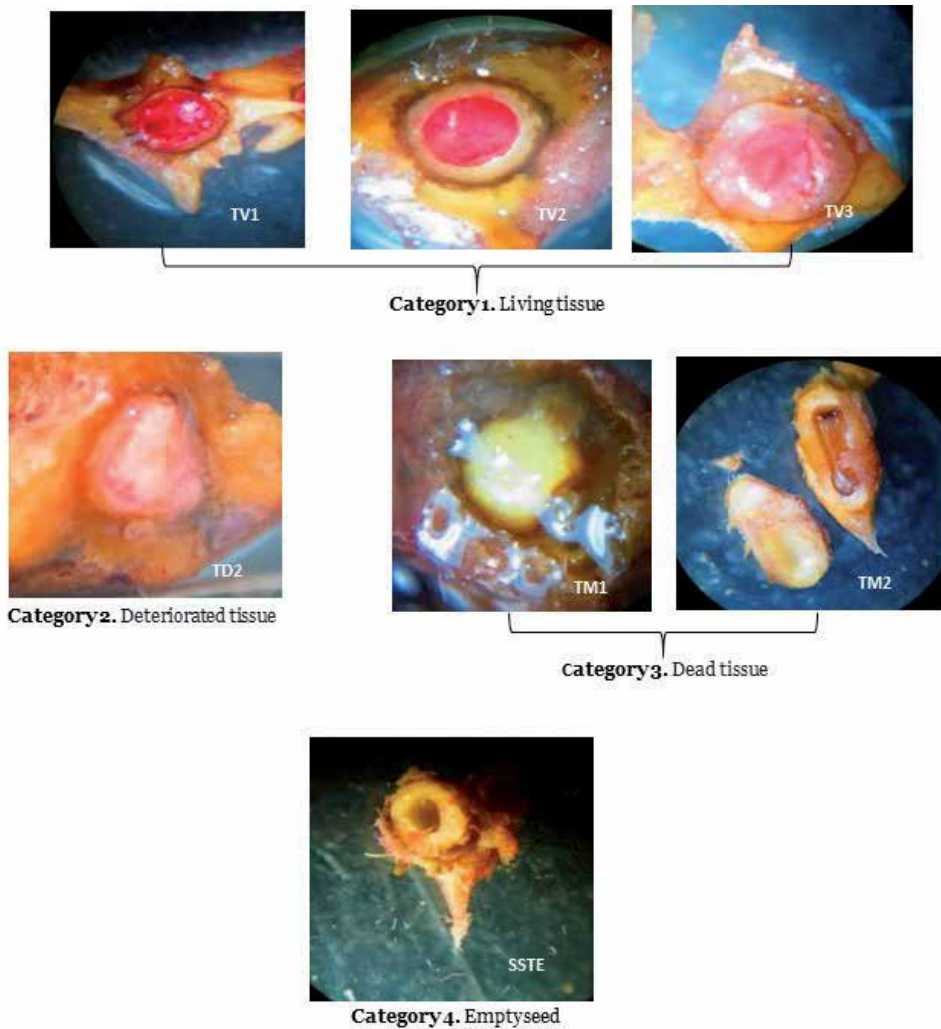 TV1
TV2
TV3
Category1. Living tissue
TD2
TM1
TM2
Category2. Deteriorated tissue
Category3. Dead tissue
SSTE
Category4. Emptyseed